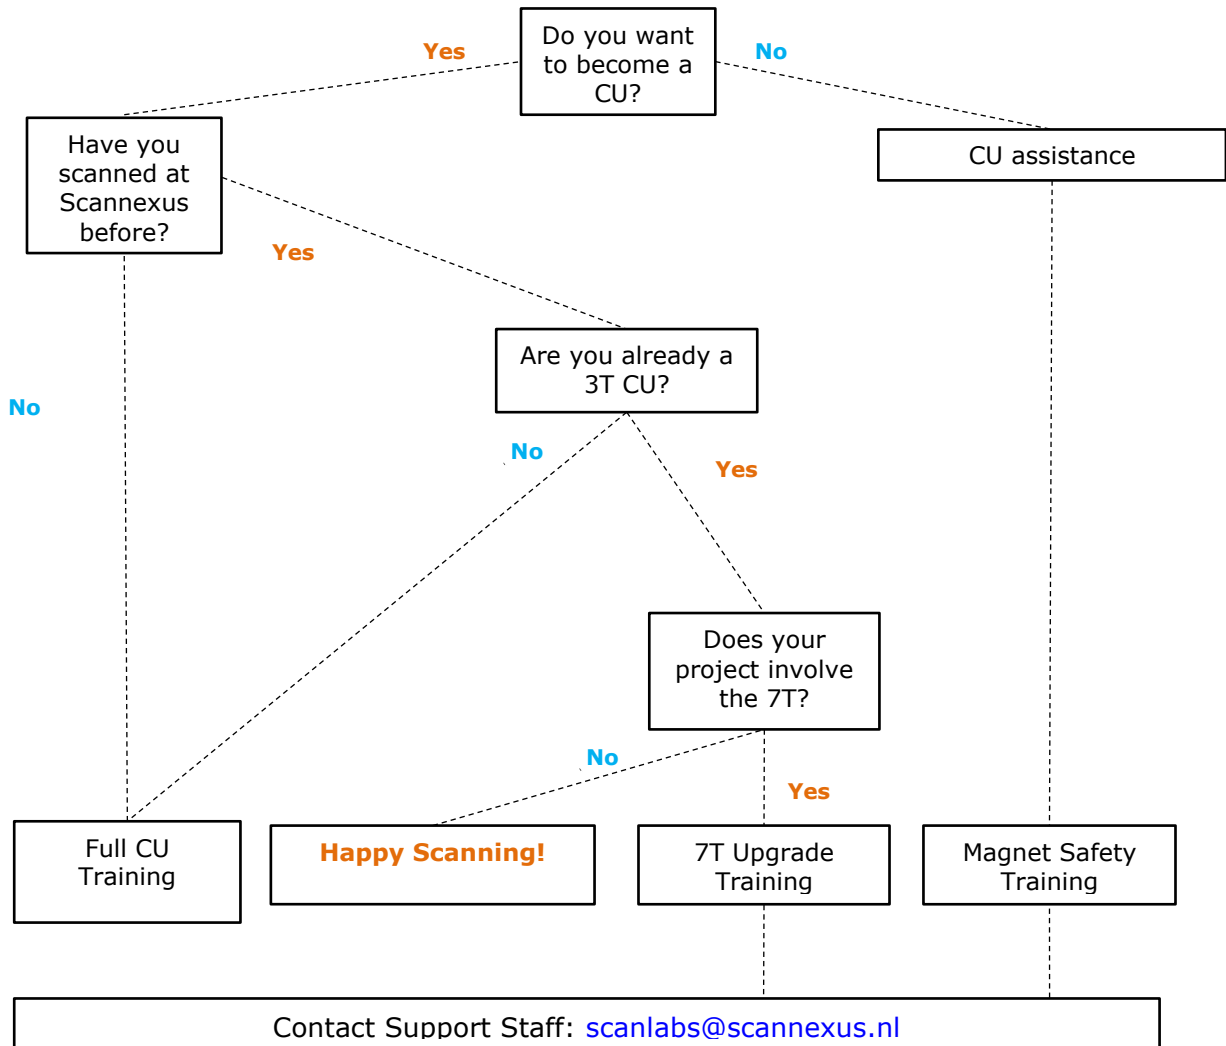 Do you want
to become a
CU?
Yes
No
Have you
scanned at
Scannexus
before?
CU assistance
Yes
Are you already a
3T CU?
No
No
Yes
Does your
project involve
the 7T?
No
Yes
Full CU
Training
Happy Scanning!
7T Upgrade
Training
Magnet Safety
Training
Contact Support Staff: scanlabs@scannexus.nl